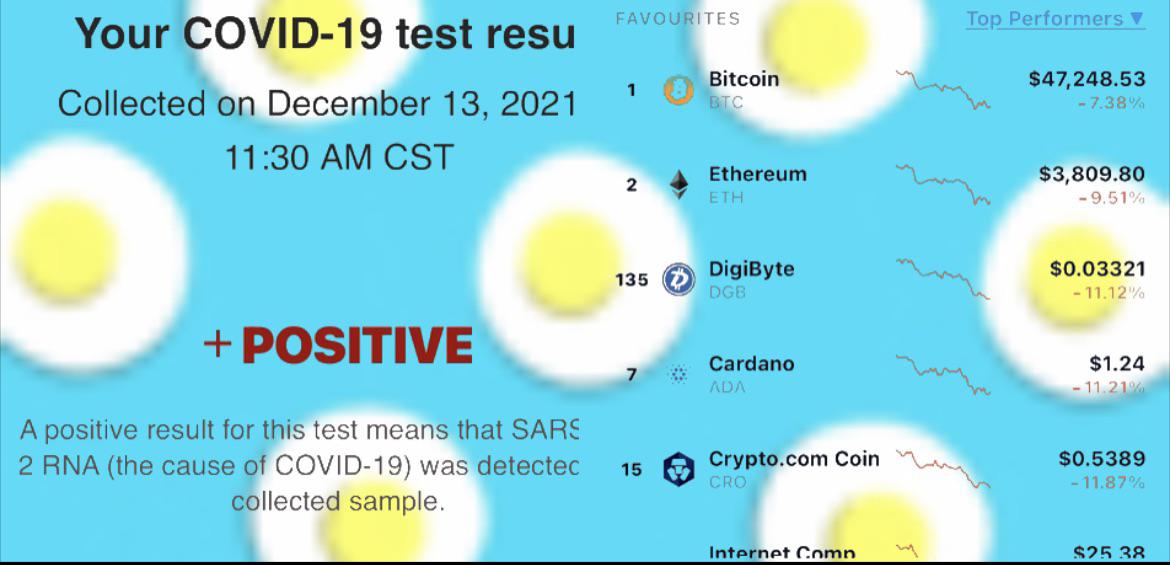 Your COVID-19 test resu
Collected on December 13, 2021
11:30 AM CST
+ POSITIVE
A positive result for this test means that SARS
2 RNA (the cause of COVID-19) was detected
collected sample.
FAVOURITES Top Performers ▼
1 Bitcoin $47,248.53
BTC -7.38%
2 Ethereum $3,809.80
ETH -9.51%
135 DigiByte $0.03321
DGB -11.12%
7 Cardano $1.24
ADA -11.21%
15 Crypto.com Coin $0.5389
CRO -11.87%
Internet Comp $25.38